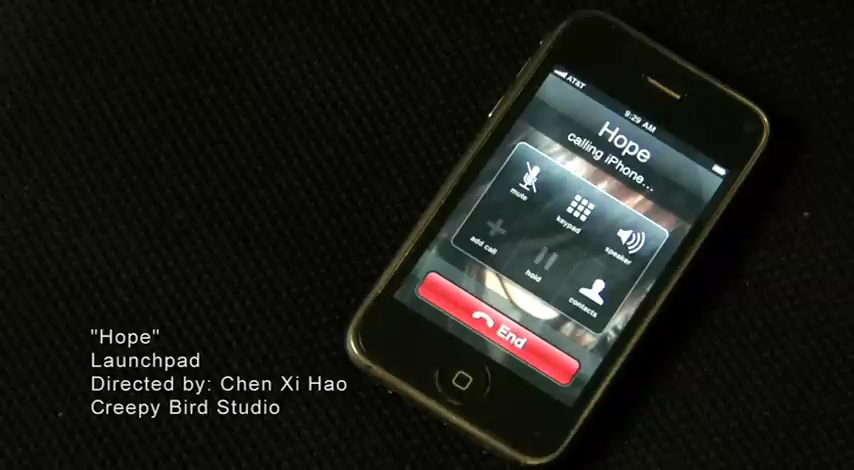 AT&T
9:29 AM
Hope
calling iPhone...
mute
keypad
speaker
add call
hold
contacts
End
"Hope"
Launchpad
Directed by: Chen Xi Hao
Creepy Bird Studio